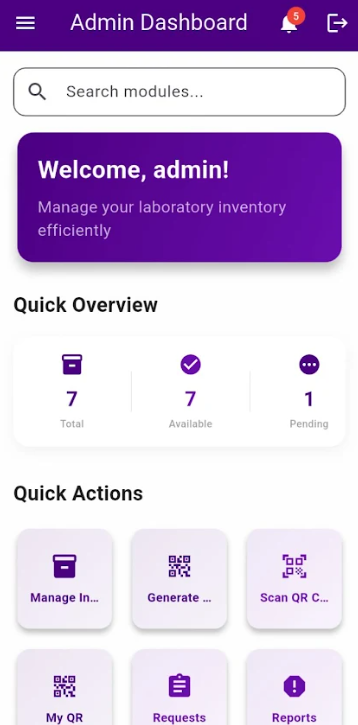 Admin Dashboard
5
Search modules...
Welcome, admin!
Manage your laboratory inventory
efficiently
Quick Overview
7 7 1
Total Available Pending
Quick Actions
Manage In... Generate ... Scan QR C...
My QR Requests Reports